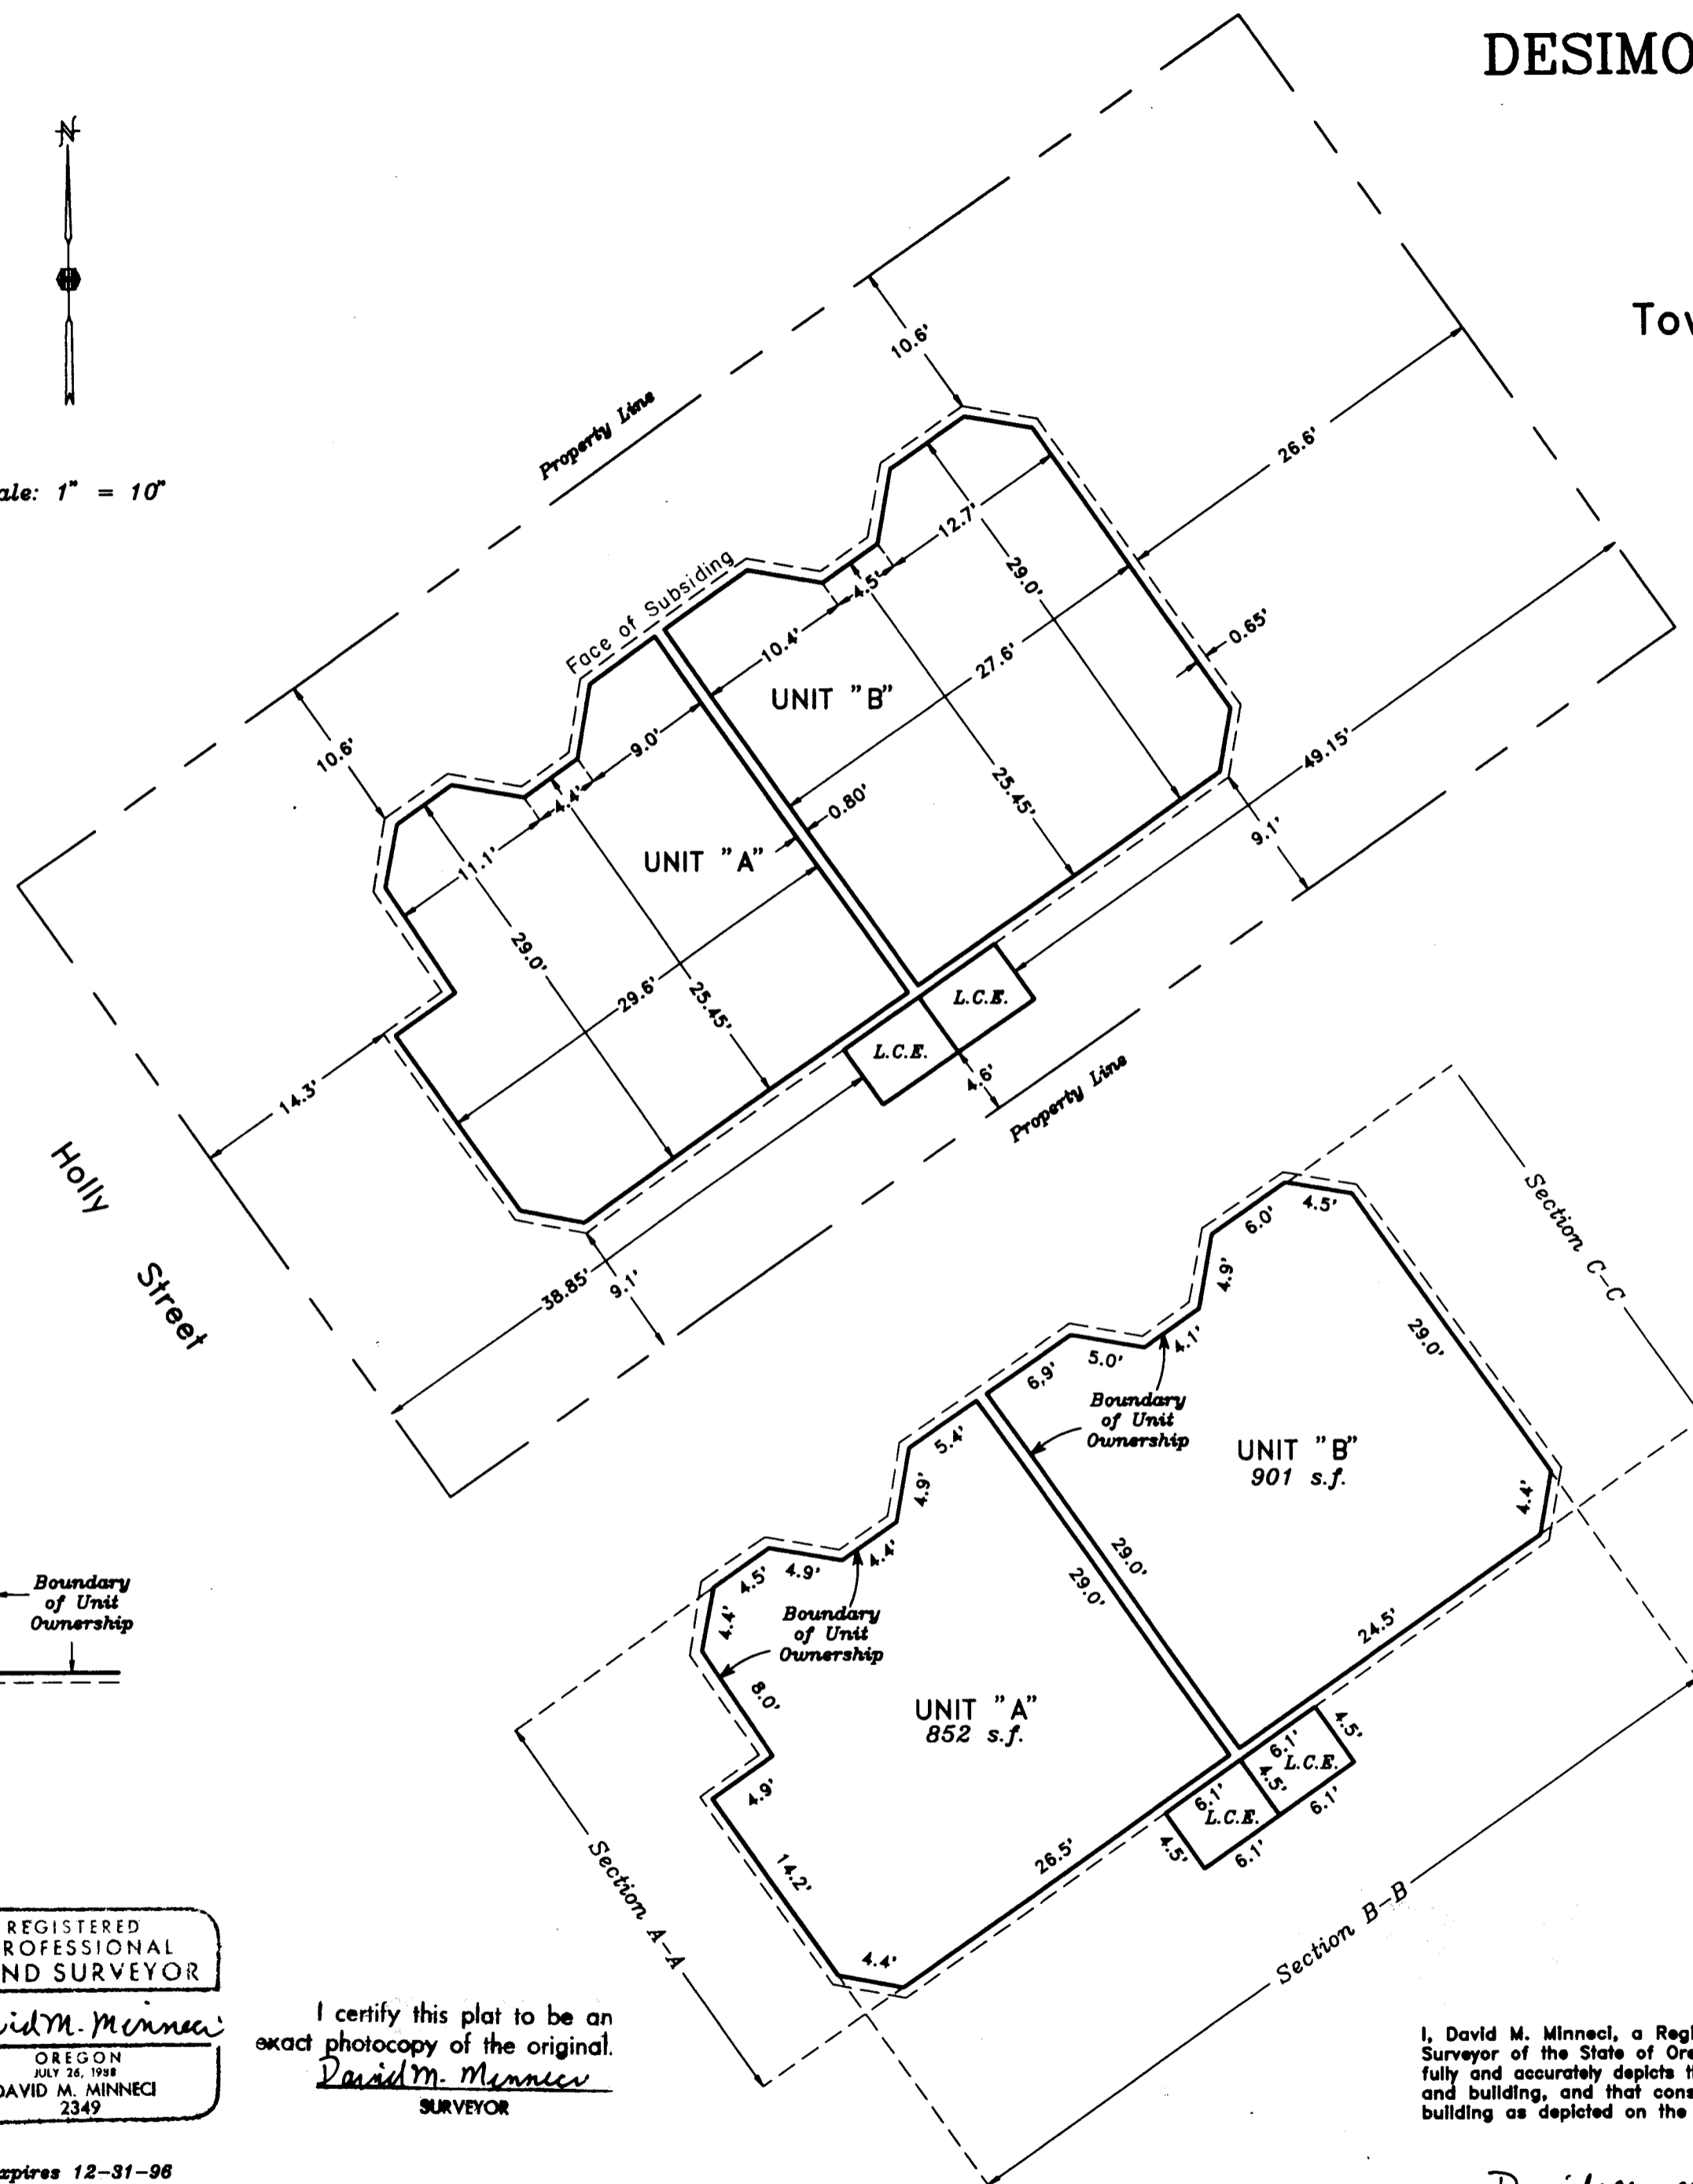 DESIMO
N
Tov
ale: 1" = 10"
Property Line
10.6'
26.6'
12.7'
4.5'
Face of Subsiding
10.4'
29.0'
27.6'
0.65'
UNIT "B"
10.6'
9.0'
4.4'
25.45'
49.15'
0.80'
11.1'
UNIT "A"
9.1'
29.0'
29.6'
25.45'
L.C.E.
L.C.E.
4.6'
14.3'
Property Line
Holly
Street
38.85'
9.1'
Section C-C
6.0'
4.5'
4.9'
4.1'
5.0'
6,9'
29.0'
Boundary
of Unit
Ownership
UNIT "B"
901 s.f.
5.4'
4.9'
4.4'
4.9'
4.5'
4.4'
29.0'
29.0'
4.4'
Boundary
of Unit
Ownership
Boundary
of Unit
Ownership
24.5'
8.0'
UNIT "A"
852 s.f.
4.5'
6.1'
L.C.E.
4.5'
6.1'
6.1'
L.C.E.
4.9'
4.5'
6.1'
26.5'
14.2'
Section A-A
4.4'
Section B-B
REGISTERED
ROFESSIONAL
ND SURVEYOR
vid M. Minneci
OREGON
JULY 26, 1988
DAVID M. MINNECI
2349
xpires 12-31-96
I certify this plat to be an
exact photocopy of the original.
David M. Minneci
SURVEYOR
I, David M. Minneci, a Regi
Surveyor of the State of Ore
fully and accurately depicts th
and building, and that cons
building as depicted on the